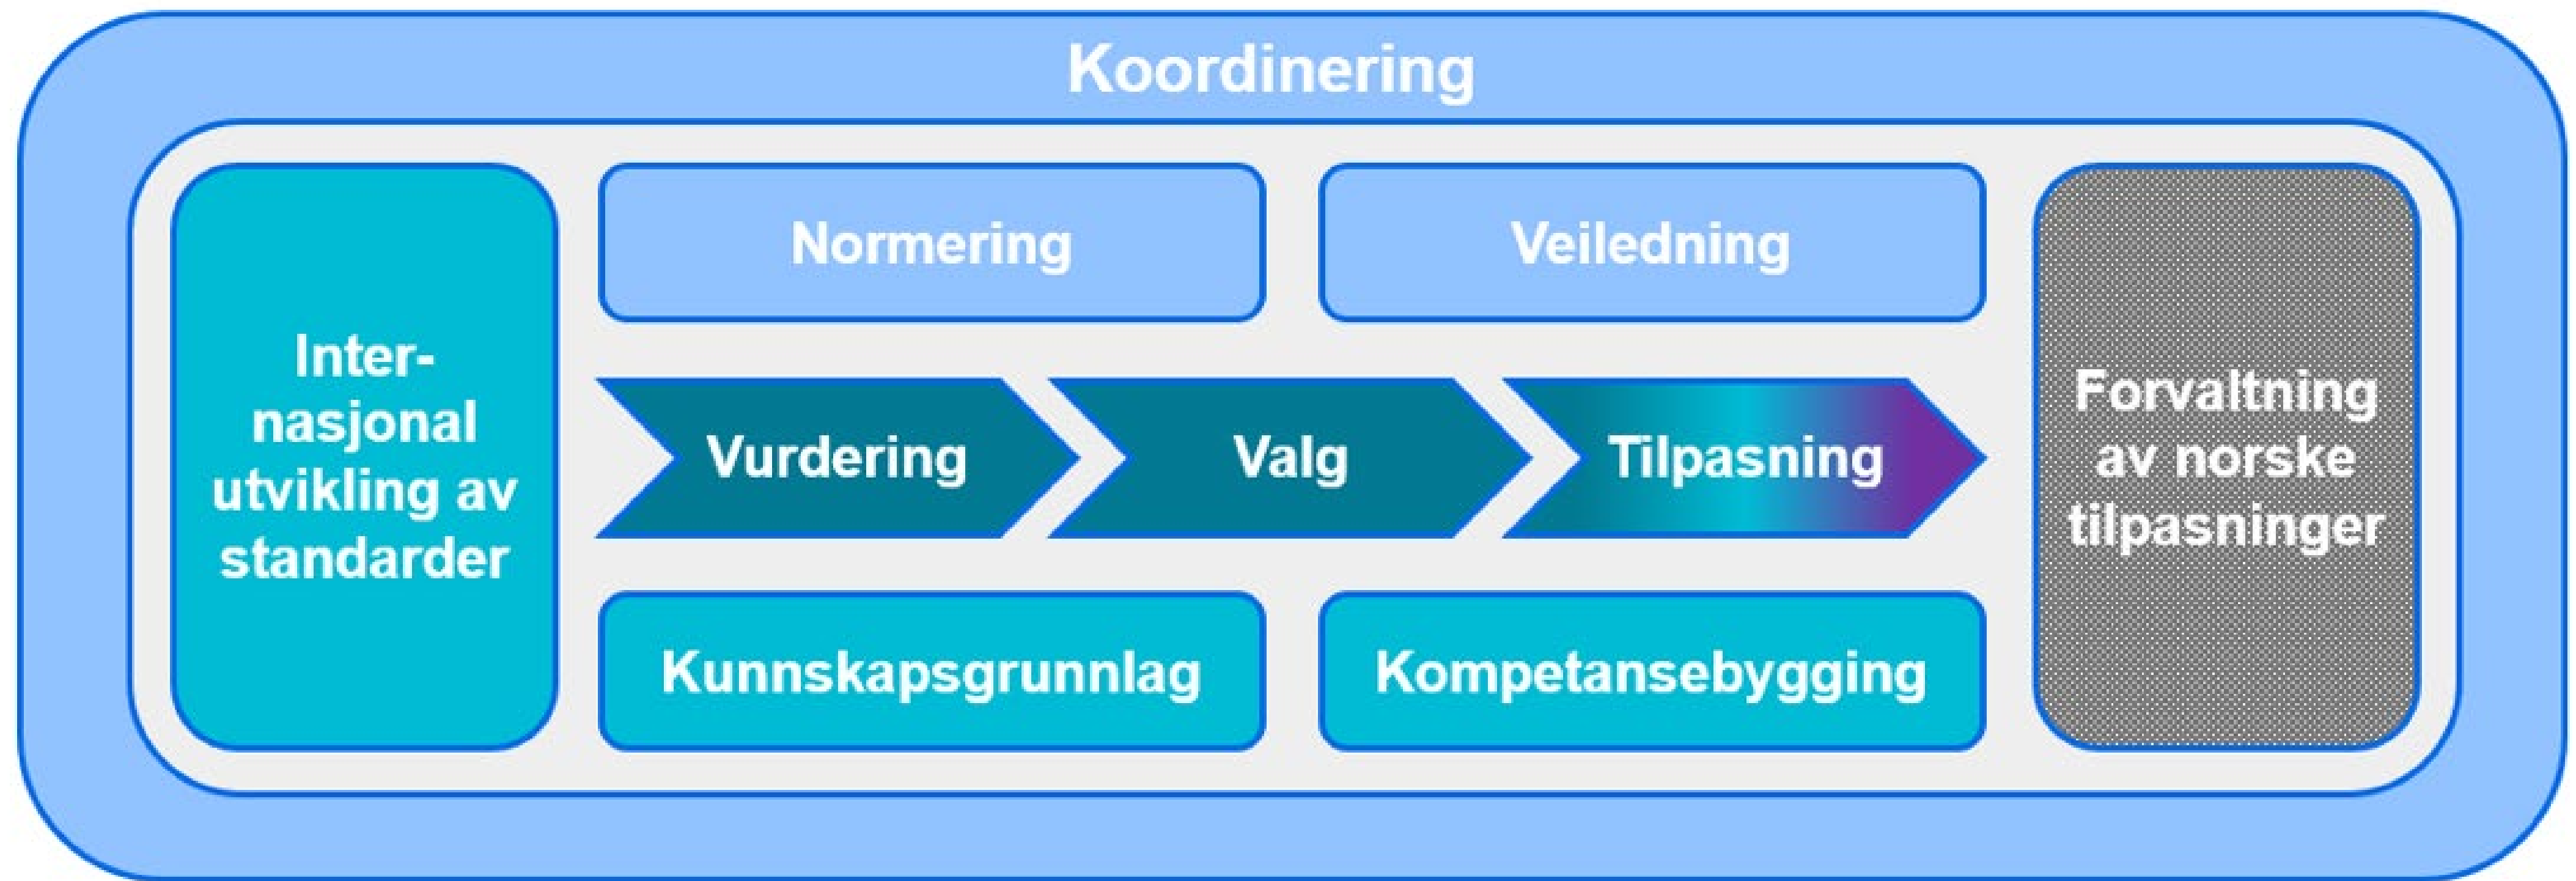 Koordinering
Inter-
nasjonal
utvikling av
standarder
Normering
Veiledning
Vurdering
Valg
Tilpasning
Kunnskapsgrunnlag
Kompetansebygging
Forvaltning
av norske
tilpasninger